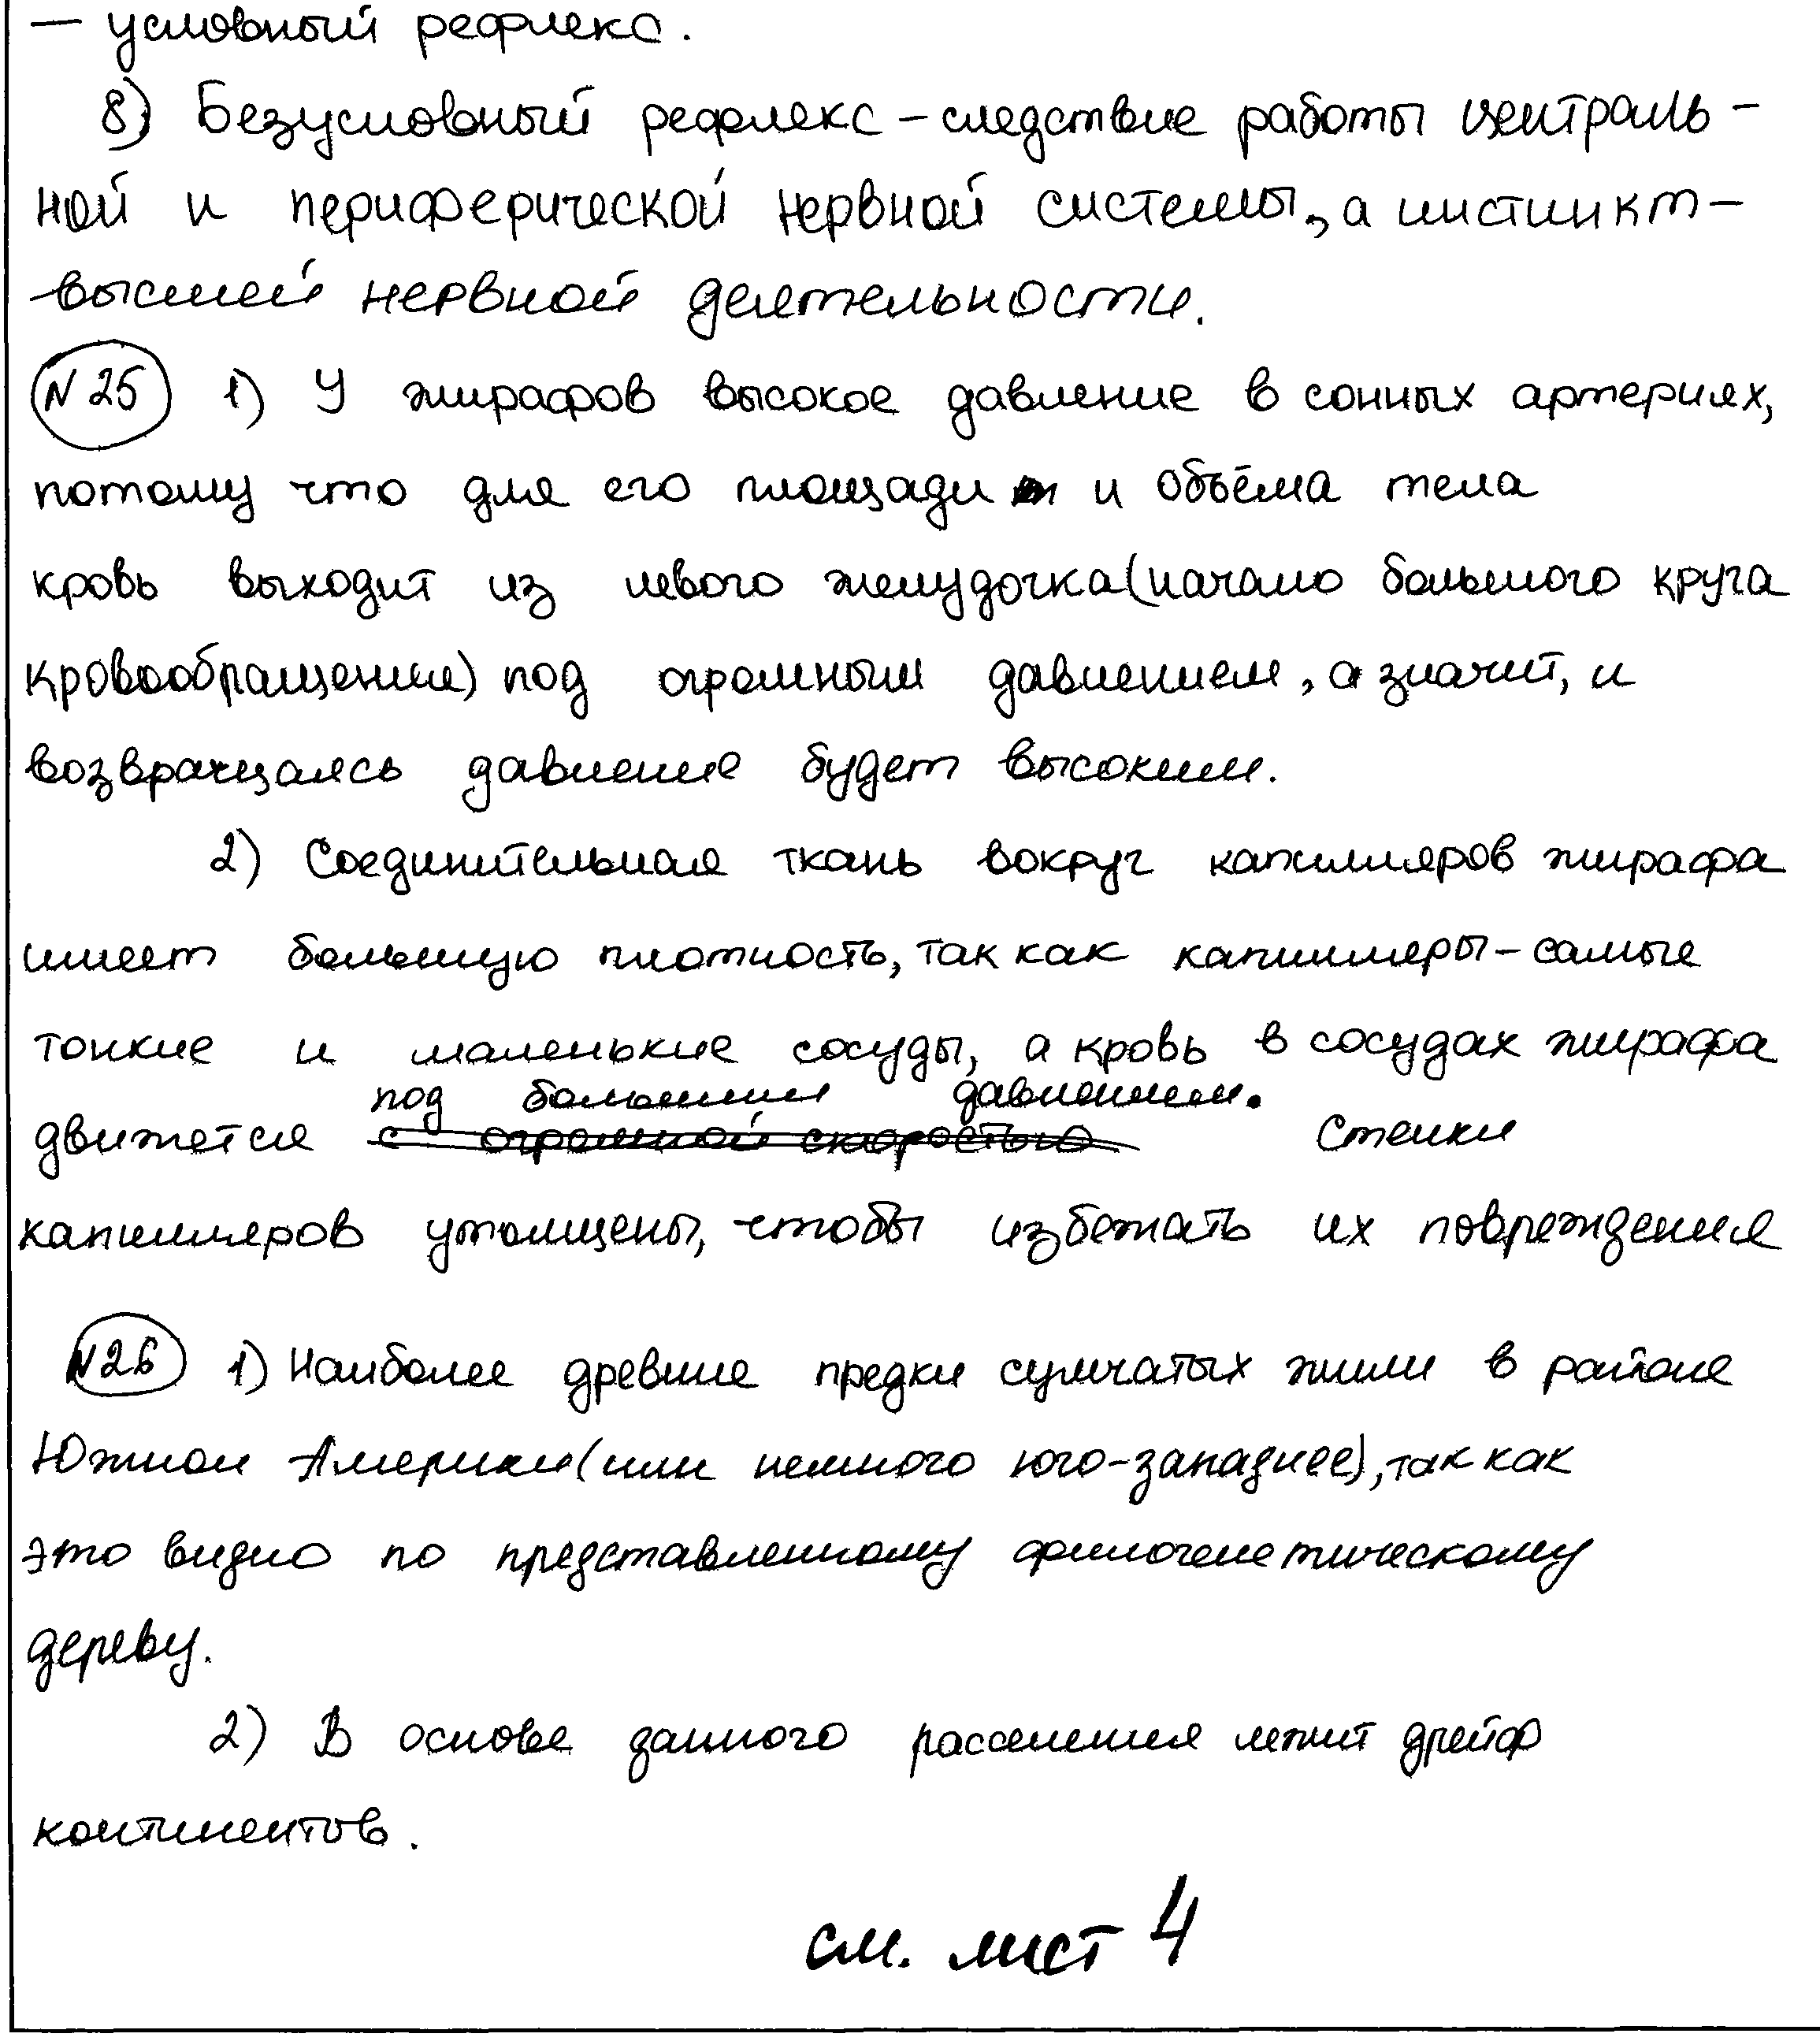 — условный рефлекс.
8) Безусловный рефлекс – следствие работы централь-
ной и периферической нервной системы, а инстинкт –
высшей нервной деятельности.
N 25 1) У жирафов высокое давление в сонных артериях,
потому что для его площади и объёма тела
кровь выходит из левого желудочка (начало большого круга
кровообращения) под огромным давлением, а значит, и
возвращаясь давление будет высоким.
2) Соединительная ткань вокруг капилляров жирафа
имеет большую плотность, так как капилляры – самые
тонкие и маленькие сосуды, а кровь в сосудах жирафа
под большим давлением.
движется с огромной скоростью Стенки
капилляров утолщены, чтобы избежать их повреждения
N26 1) Наиболее древние предки сумчатых жили в районе
Южной Америки (или немного юго-западнее), так как
это видно по представленному филогенетическому
дереву.
2) В основе данного расселения лежит дрейф
континентов.
см. лист 4